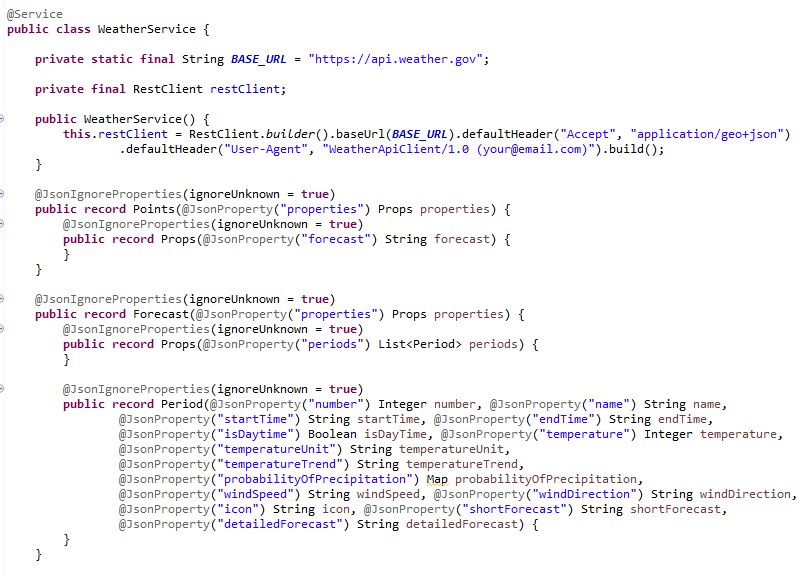 @Service
public class WeatherService {
private static final String BASE_URL = "https://api.weather.gov";
private final RestClient restClient;
public WeatherService() {
this.restClient = RestClient.builder().baseUrl(BASE_URL).defaultHeader("Accept", "application/geo+json")
.defaultHeader("User-Agent", "WeatherApiClient/1.0 (your@email.com)").build();
}
@JsonIgnoreProperties(ignoreUnknown = true)
public record Points(@JsonProperty("properties") Props properties) {
@JsonIgnoreProperties(ignoreUnknown = true)
public record Props(@JsonProperty("forecast") String forecast) {
}
}
@JsonIgnoreProperties(ignoreUnknown = true)
public record Forecast(@JsonProperty("properties") Props properties) {
@JsonIgnoreProperties(ignoreUnknown = true)
public record Props(@JsonProperty("periods") List<Period> periods) {
}
@JsonIgnoreProperties(ignoreUnknown = true)
public record Period(@JsonProperty("number") Integer number, @JsonProperty("name") String name,
@JsonProperty("startTime") String startTime, @JsonProperty("endTime") String endTime,
@JsonProperty("isDaytime") Boolean isDayTime, @JsonProperty("temperature") Integer temperature,
@JsonProperty("temperatureUnit") String temperatureUnit,
@JsonProperty("temperatureTrend") String temperatureTrend,
@JsonProperty("probabilityOfPrecipitation") Map probabilityOfPrecipitation,
@JsonProperty("windSpeed") String windSpeed, @JsonProperty("windDirection") String windDirection,
@JsonProperty("icon") String icon, @JsonProperty("shortForecast") String shortForecast,
@JsonProperty("detailedForecast") String detailedForecast) {
}
}